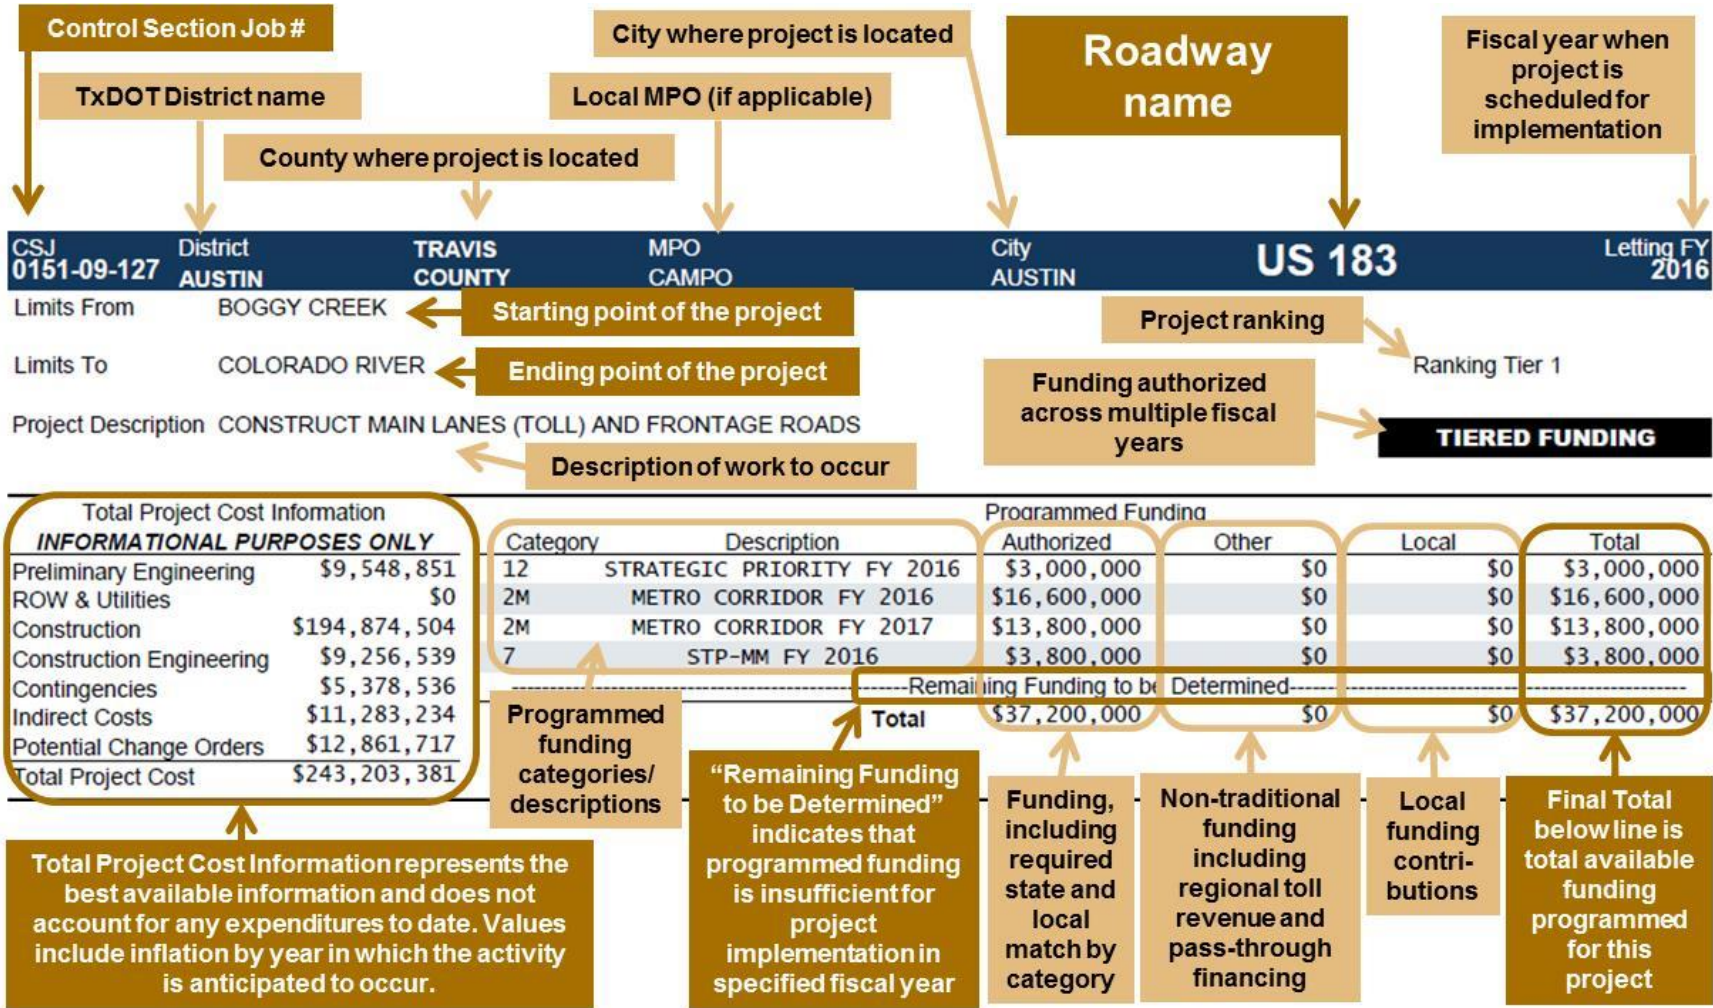 Control Section Job #
City where project is located
Roadway
name
Fiscal year when
project is
scheduled for
implementation
TxDOT District name
Local MPO (if applicable)
County where project is located
CSJ
0151-09-127
District
AUSTIN
TRAVIS
COUNTY
MPO
CAMPO
City
AUSTIN
US 183
Letting FY
2016
Limits From BOGGY CREEK
Starting point of the project
Project ranking
Limits To COLORADO RIVER
Ending point of the project
Ranking Tier 1
Funding authorized
across multiple fiscal
years
Project Description CONSTRUCT MAIN LANES (TOLL) AND FRONTAGE ROADS
TIERED FUNDING
Description of work to occur
Total Project Cost Information
INFORMATIONAL PURPOSES ONLY
Preliminary Engineering $9,548,851
ROW & Utilities $0
Construction $194,874,504
Construction Engineering $9,256,539
Contingencies $5,378,536
Indirect Costs $11,283,234
Potential Change Orders $12,861,717
Total Project Cost $243,203,381
Programmed Funding
Category Description Authorized Other Local Total
12 STRATEGIC PRIORITY FY 2016 $3,000,000 $0 $0 $3,000,000
2M METRO CORRIDOR FY 2016 $16,600,000 $0 $0 $16,600,000
2M METRO CORRIDOR FY 2017 $13,800,000 $0 $0 $13,800,000
7 STP-MM FY 2016 $3,800,000 $0 $0 $3,800,000
Remaining Funding to be Determined
Total $37,200,000 $0 $0 $37,200,000
Programmed
funding
categories/
descriptions
"Remaining Funding
to be Determined"
indicates that
programmed funding
is insufficient for
project
implementation in
specified fiscal year
Funding,
including
required
state and
local
match by
category
Non-traditional
funding
including
regional toll
revenue and
pass-through
financing
Local
funding
contri-
butions
Final Total
below line is
total available
funding
programmed
for this
project
Total Project Cost Information represents the
best available information and does not
account for any expenditures to date. Values
include inflation by year in which the activity
is anticipated to occur.